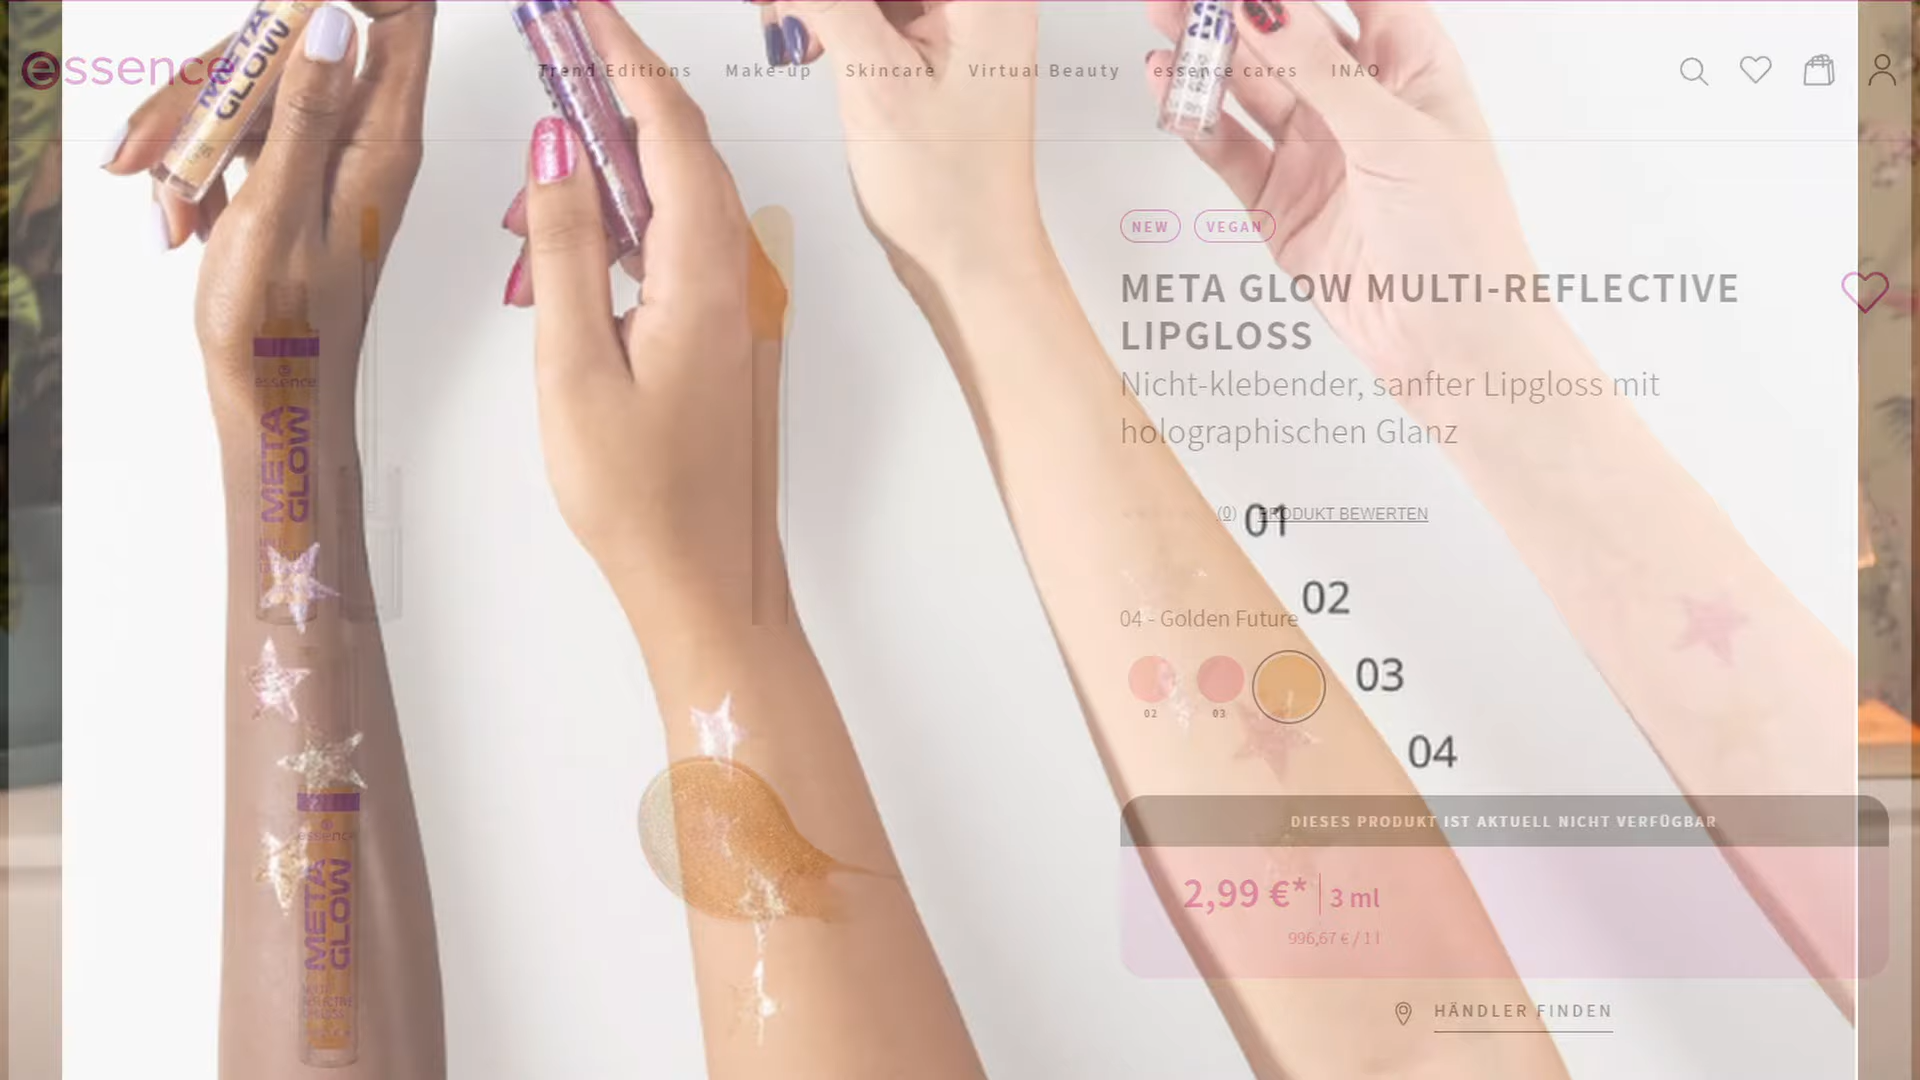 essence
Trend Editions
Make-up
Skincare
Virtual Beauty
essence cares
INAO
META
GLOW
NEW
VEGAN
META GLOW MULTI-REFLECTIVE
LIPGLOSS
Nicht-klebender, sanfter Lipgloss mit
holographischen Glanz
essence
META
GLOW
(0)
PRODUKT BEWERTEN
01
02
03
04
04 - Golden Future
02
03
DIESES PRODUKT IST AKTUELL NICHT VERFÜGBAR
2,99 €* 3 ml
996,67 € / 1 l
essence
META
GLOW
HÄNDLER FINDEN